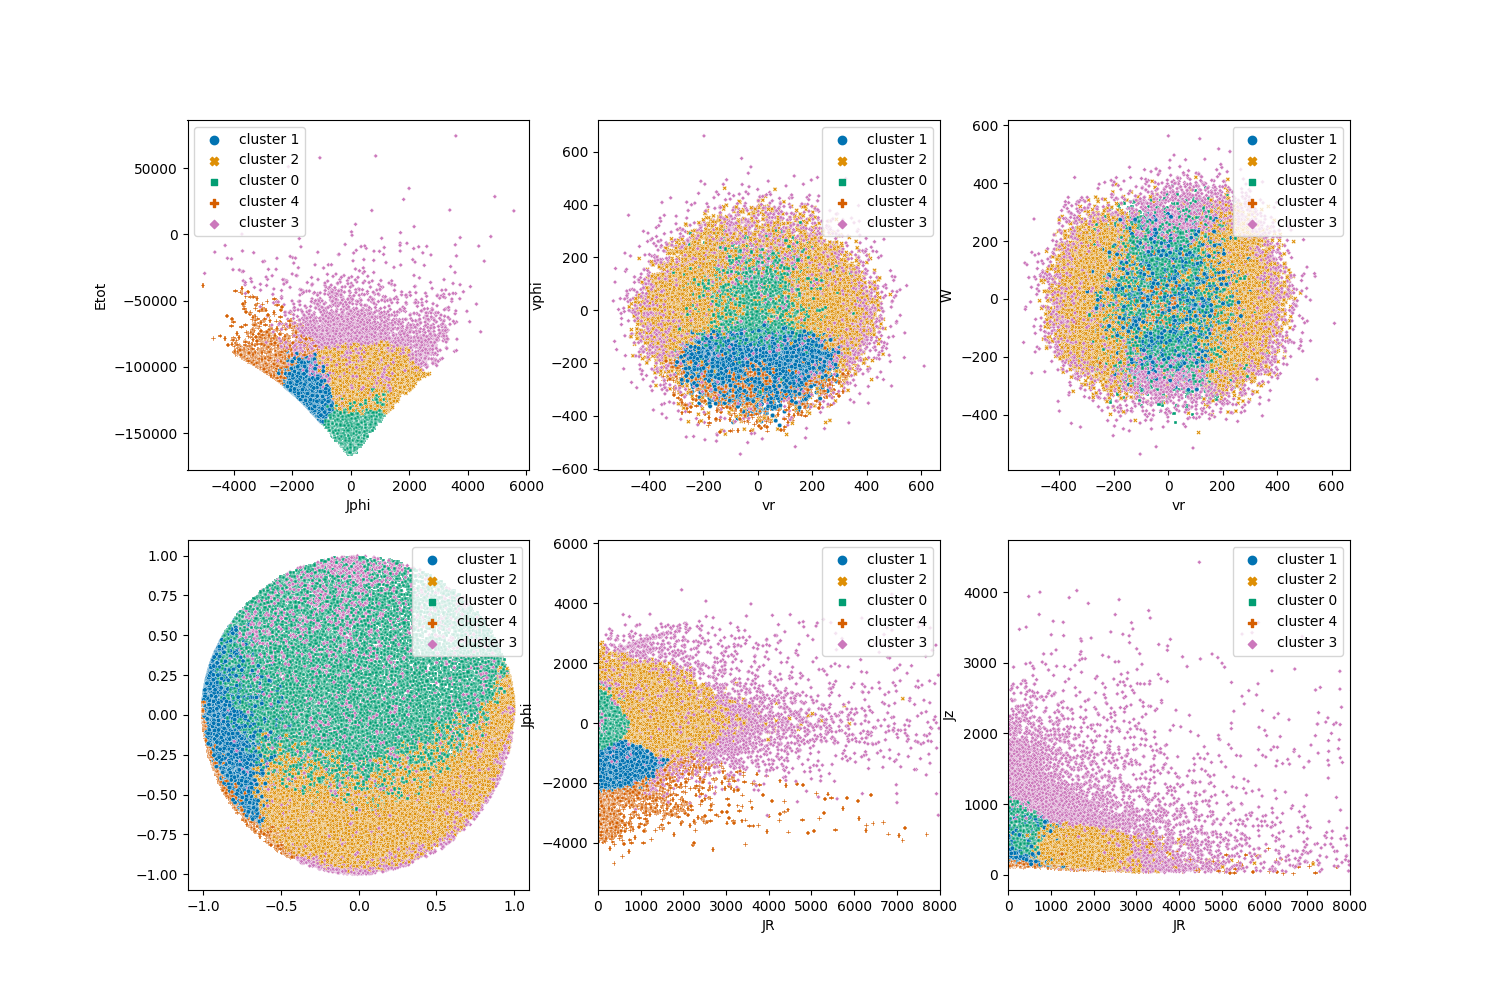 cluster 1
cluster 2
cluster 0
cluster 4
cluster 3
50000
0
−50000
−100000
−150000
Etot
−4000 −2000 0 2000 4000 6000
Jphi
cluster 1
cluster 2
cluster 0
cluster 4
cluster 3
600
400
200
0
−200
−400
−600
vphi
−400 −200 0 200 400 600
vr
cluster 1
cluster 2
cluster 0
cluster 4
cluster 3
600
400
200
0
−200
−400
W
−400 −200 0 200 400 600
vr
cluster 1
cluster 2
cluster 0
cluster 4
cluster 3
1.00
0.75
0.50
0.25
0.00
−0.25
−0.50
−0.75
−1.00
−1.0 −0.5 0.0 0.5 1.0
cluster 1
cluster 2
cluster 0
cluster 4
cluster 3
6000
4000
2000
0
−2000
−4000
Jphi
0 1000 2000 3000 4000 5000 6000 7000 8000
JR
cluster 1
cluster 2
cluster 0
cluster 4
cluster 3
4000
3000
2000
1000
0
Jz
0 1000 2000 3000 4000 5000 6000 7000 8000
JR